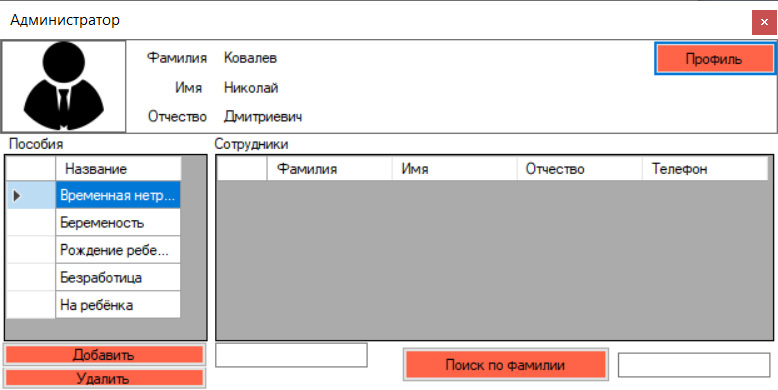 Администратор
Фамилия Ковалев
Профиль
Имя Николай
Отчество Дмитриевич
Пособия Сотрудники
Название Фамилия Имя Отчество Телефон
Временная нетр...
Беременость
Рождение ребе...
Безработица
На ребёнка
Добавить
Поиск по фамилии
Удалить